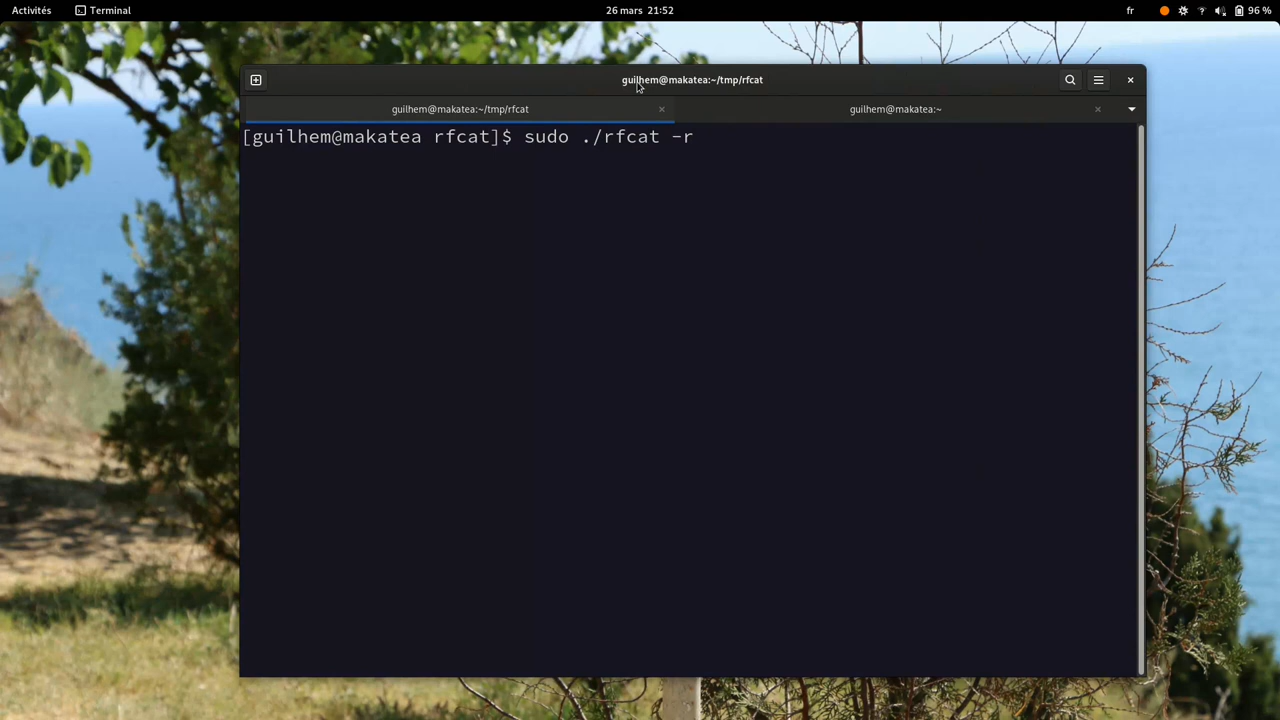 Activités
Terminal
26 mars 21:52
fr
96 %
guilhem@makatea:~/tmp/rfcat
guilhem@makatea:~/tmp/rfcat
guilhem@makatea:~
[guilhem@makatea rfcat]$ sudo ./rfcat -r